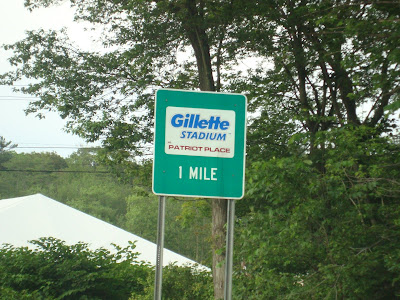 Gillette
STADIUM
PATRIOT PLACE
1 MILE